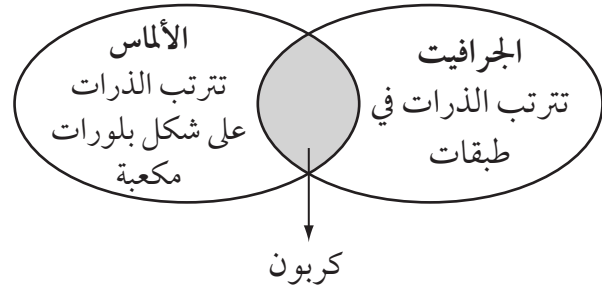 الجرافيت
تترتب الذرات في
طبقات
الألماس
تترتب الذرات
على شكل بلورات
مكعبة
كربون